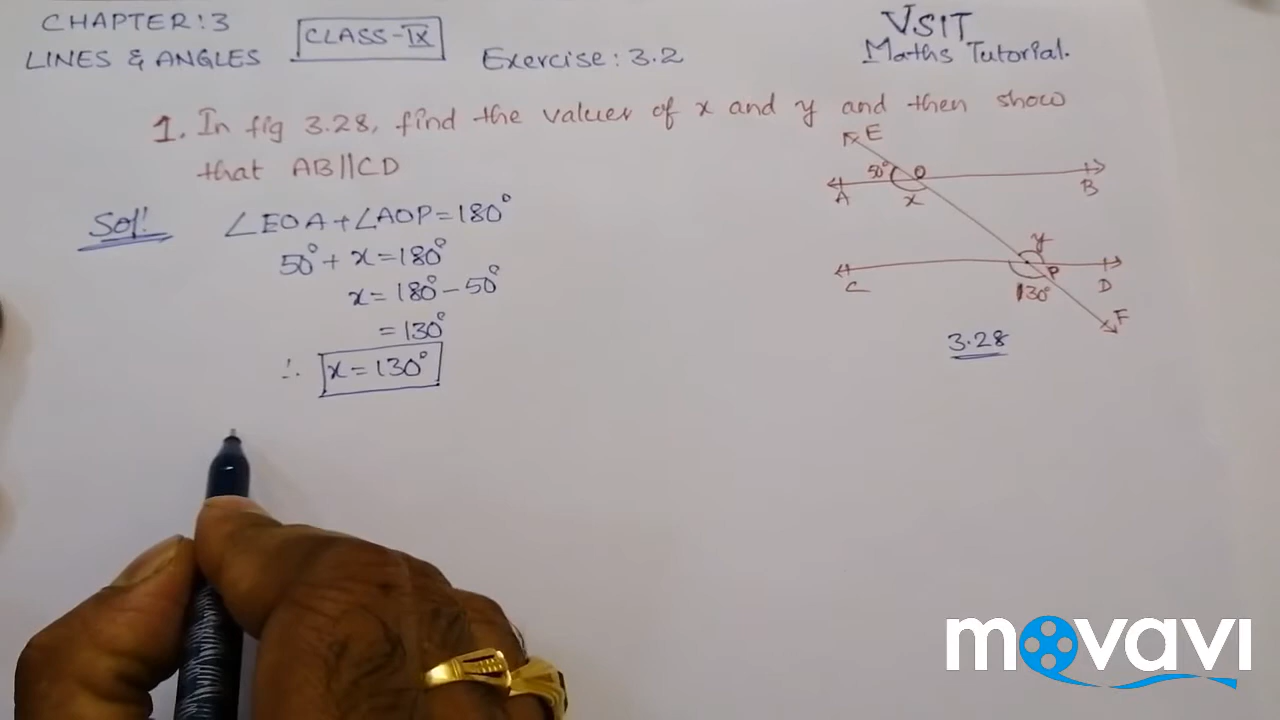 CHAPTER: 3
LINES & ANGLES
CLASS-IX
Exercise: 3.2
VSIT
Maths Tutorial.
1. In fig 3.28, find the values of x and y and then show
that AB||CD
Sol:
∠EOA+∠AOP=180°
50°+ x=180°
x=180°-50°
=130°
∴ x=130°
E
50°
O
A
x
B
y
C
P
D
130°
F
3.28
movavi